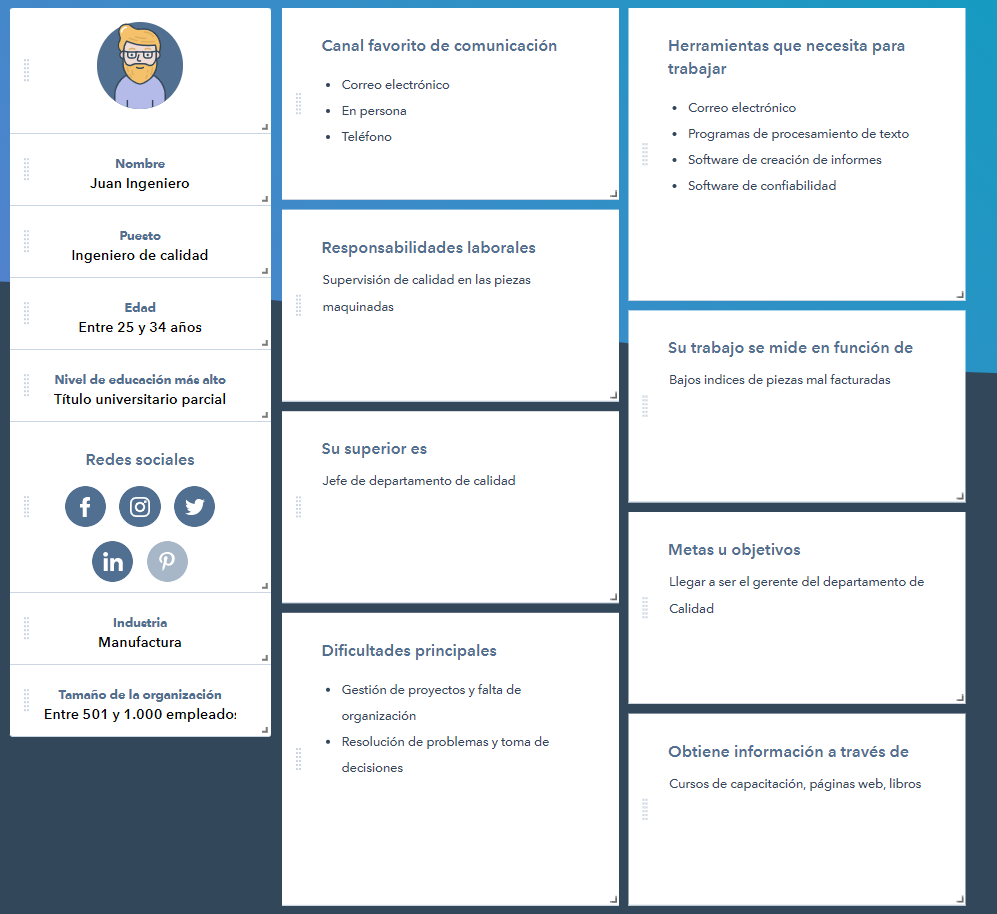 Nombre
Juan Ingeniero
Puesto
Ingeniero de calidad
Edad
Entre 25 y 34 años
Nivel de educación más alto
Título universitario parcial
Redes sociales
Industria
Manufactura
Tamaño de la organización
Entre 501 y 1.000 empleados
Canal favorito de comunicación
• Correo electrónico
• En persona
• Teléfono
Responsabilidades laborales
Supervisión de calidad en las piezas
maquinadas
Su superior es
Jefe de departamento de calidad
Dificultades principales
• Gestión de proyectos y falta de
organización
• Resolución de problemas y toma de
decisiones
Herramientas que necesita para
trabajar
• Correo electrónico
• Programas de procesamiento de texto
• Software de creación de informes
• Software de confiabilidad
Su trabajo se mide en función de
Bajos indices de piezas mal facturadas
Metas u objetivos
Llegar a ser el gerente del departamento de
Calidad
Obtiene información a través de
Cursos de capacitación, páginas web, libros